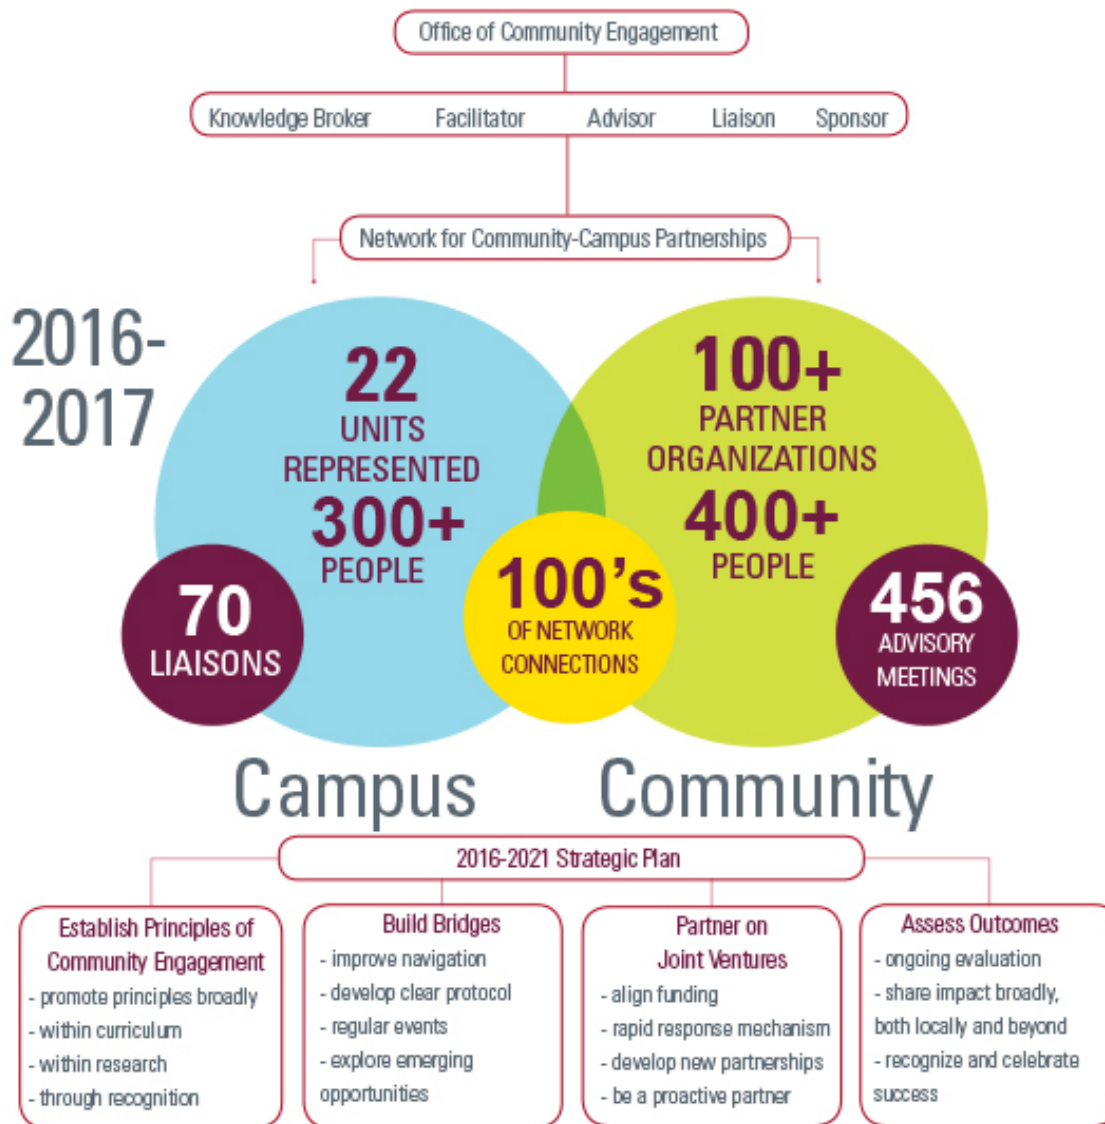 Office of Community Engagement
Knowledge Broker Facilitator Advisor Liaison Sponsor
Network for Community-Campus Partnerships
2016-
2017
22
UNITS
REPRESENTED
300+
PEOPLE
100+
PARTNER
ORGANIZATIONS
400+
PEOPLE
70
LIAISONS
100's
OF NETWORK
CONNECTIONS
456
ADVISORY
MEETINGS
Campus
Community
2016-2021 Strategic Plan
Establish Principles of
Community Engagement
- promote principles broadly
- within curriculum
- within research
- through recognition
Build Bridges
- improve navigation
- develop clear protocol
- regular events
- explore emerging
opportunities
Partner on
Joint Ventures
- align funding
- rapid response mechanism
- develop new partnerships
- be a proactive partner
Assess Outcomes
- ongoing evaluation
- share impact broadly,
both locally and beyond
- recognize and celebrate
success